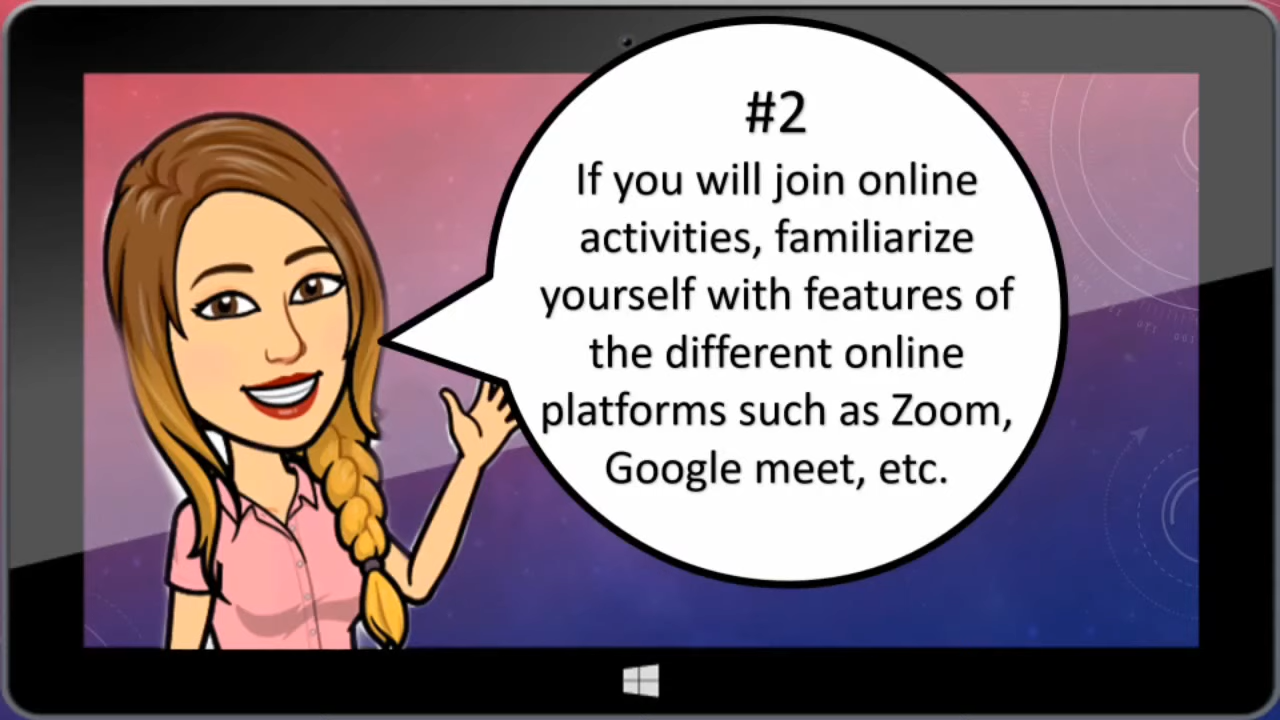 #2
If you will join online
activities, familiarize
yourself with features of
the different online
platforms such as Zoom,
Google meet, etc.